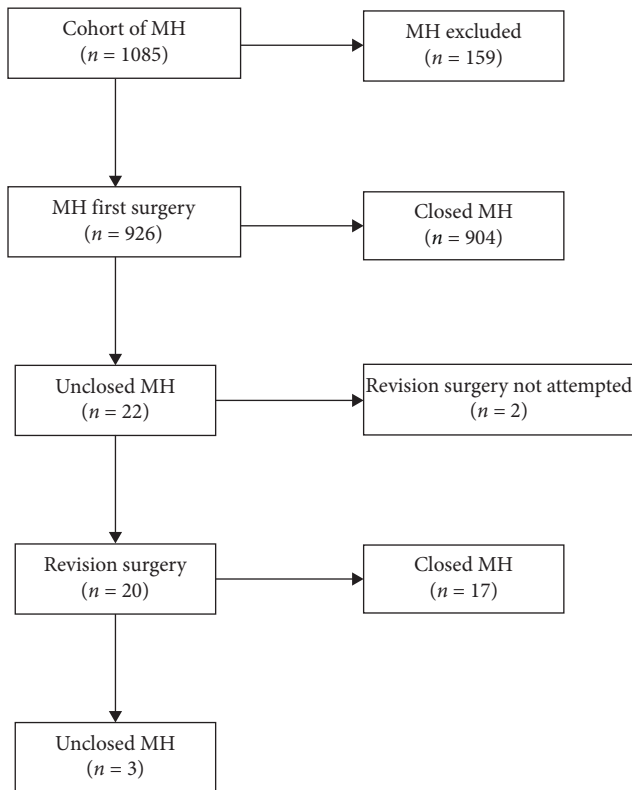 Cohort of MH
(n = 1085)
MH excluded
(n = 159)
MH first surgery
(n = 926)
Closed MH
(n = 904)
Unclosed MH
(n = 22)
Revision surgery not attempted
(n = 2)
Revision surgery
(n = 20)
Closed MH
(n = 17)
Unclosed MH
(n = 3)